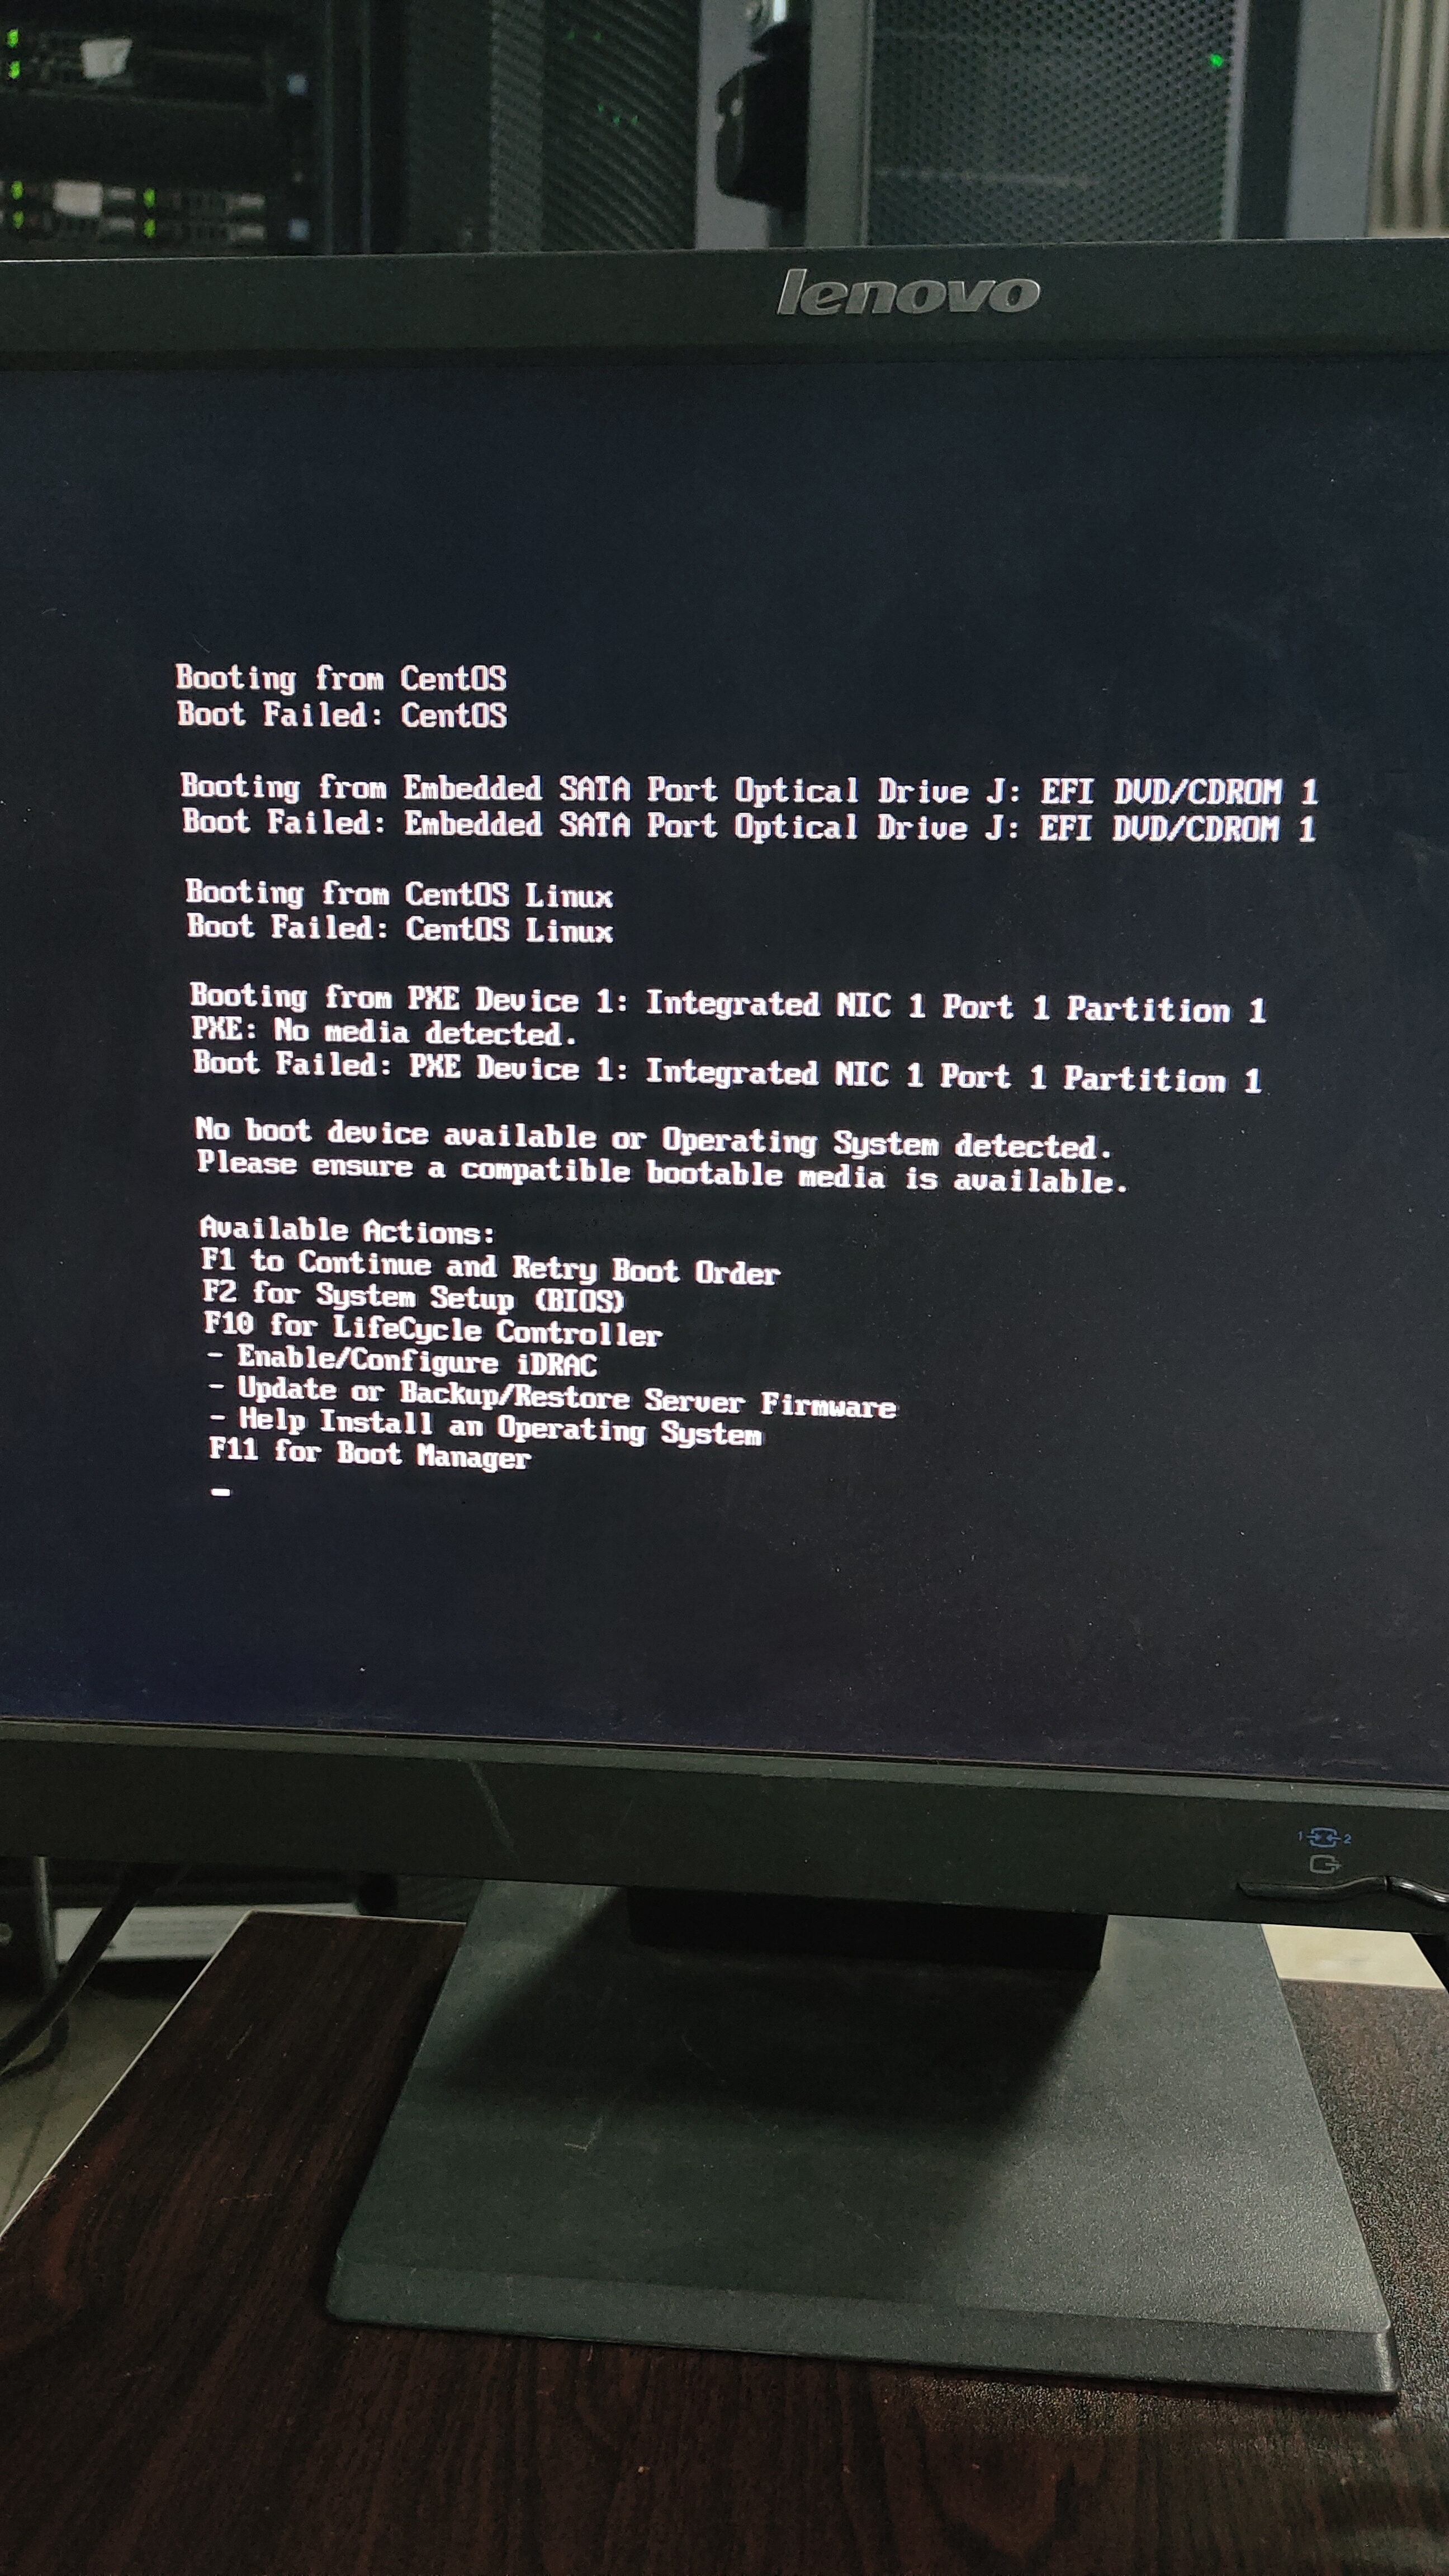 lenovo
Booting from CentOS
Boot Failed: CentOS
Booting from Embedded SATA Port Optical Drive J: EFI DVD/CDROM 1
Boot Failed: Embedded SATA Port Optical Drive J: EFI DVD/CDROM 1
Booting from CentOS Linux
Boot Failed: CentOS Linux
Booting from PXE Device 1: Integrated NIC 1 Port 1 Partition 1
PXE: No media detected.
Boot Failed: PXE Device 1: Integrated NIC 1 Port 1 Partition 1
No boot device available or Operating System detected.
Please ensure a compatible bootable media is available.
Available Actions:
F1 to Continue and Retry Boot Order
F2 for System Setup (BIOS)
F10 for LifeCycle Controller
- Enable/Configure iDRAC
- Update or Backup/Restore Server Firmware
- Help Install an Operating System
F11 for Boot Manager
1 2